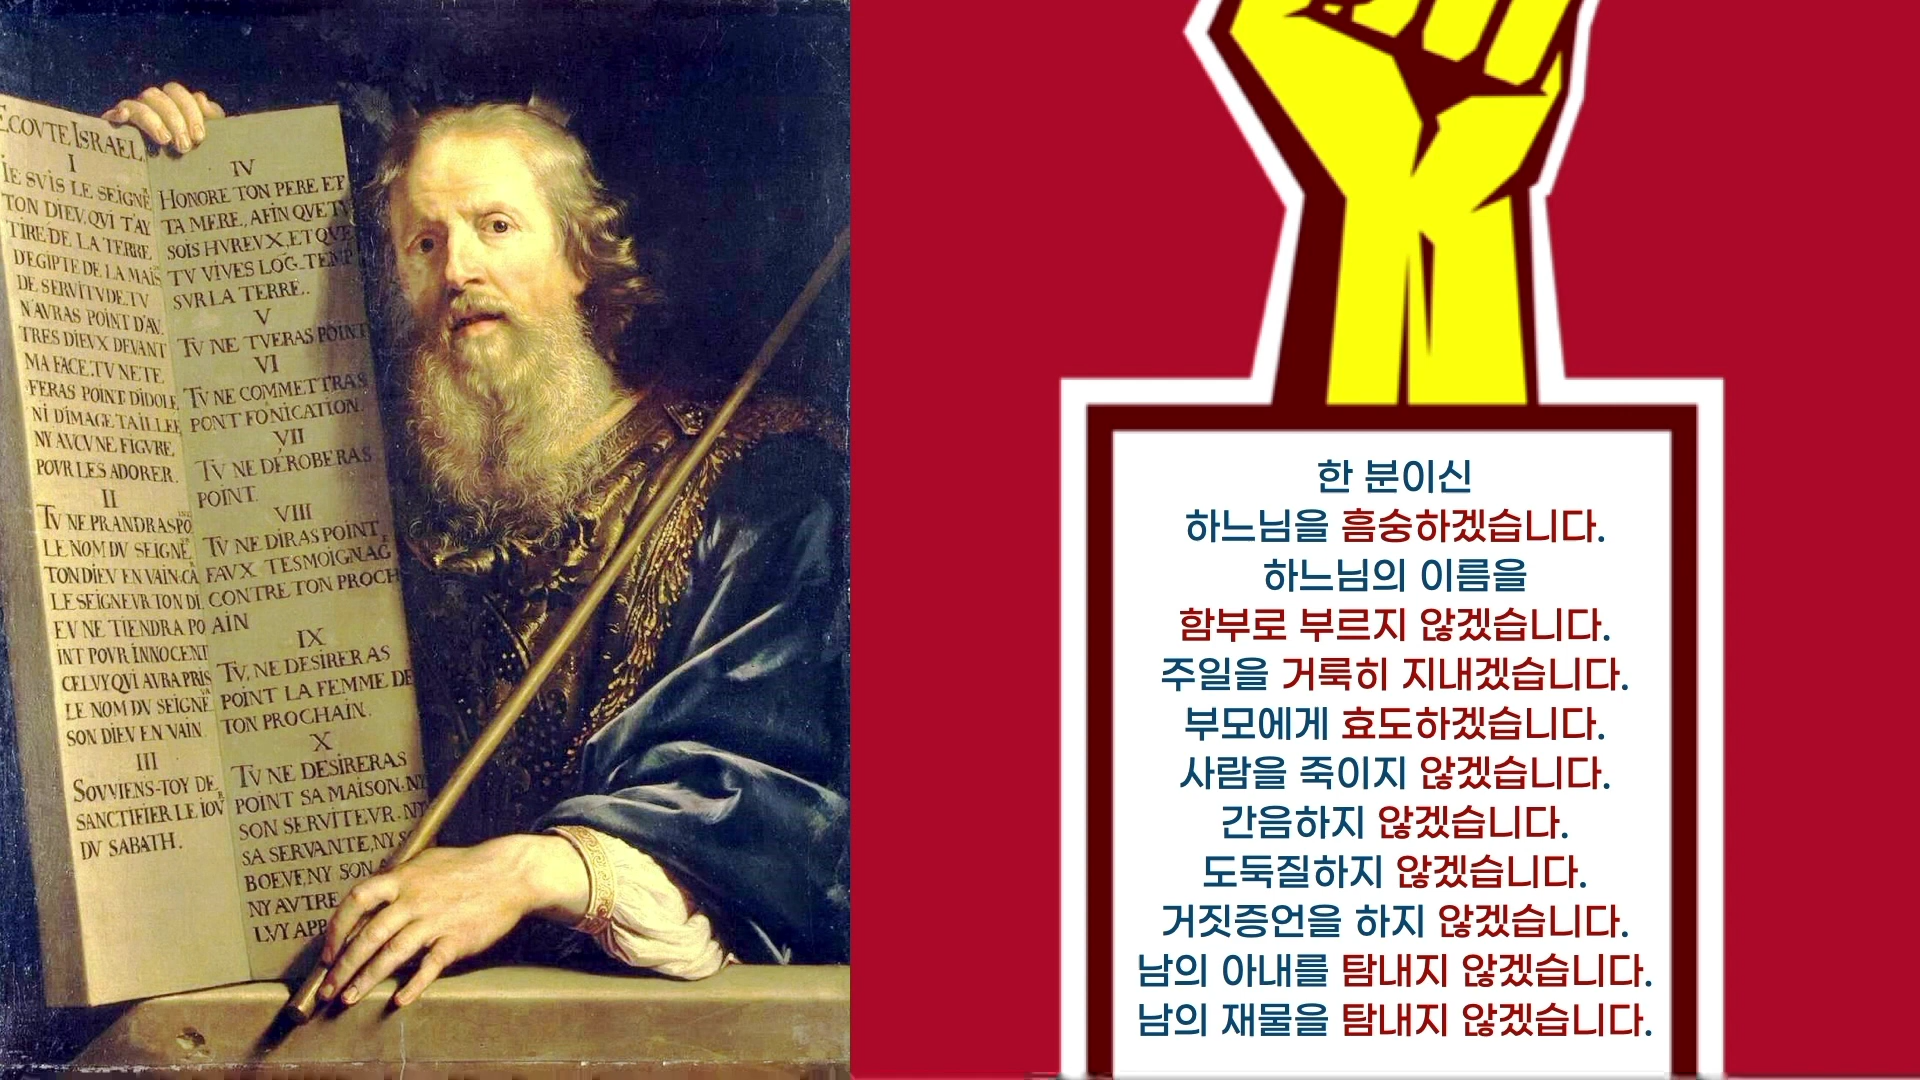 ECOVTE ISRAEL
I
IE SVIS LE SEIGNE
TON DIEV, QVI T'AY
TIRE DE LA TERRE
D'EGIPTE DE LA MAIS
DE SERVITVDE. TV
N'AVRAS POINT D'AV
TRES DIEVX DEVANT
MA FACE. TV NE TE
FERAS POINT D'IDOLE
NI D'IMAGE TAILLEE
NY AVCVNE FIGVRE
POVR LES ADORER.
II
TV NE PRANDRAS PO
LE NOM DV SEIGNE
TON DIEV EN VAIN. CA
LE SEIGNEVR TON DI
EV NE TIENDRA PO
INT POVR INNOCENT
CELVY QVI AVRA PRIS
LE NOM DV SEIGNE
SON DIEV EN VAIN
III
SOVVIENS-TOY DE
SANCTIFIER LE IOV
DV SABATH.
IV
HONORE TON PERE ET
TA MERE, AFIN QVE TV
SOIS HVREVX, ET QVE
TV VIVES LOG-TEMP
SVR LA TERRE.
V
TV NE TVERAS POINT
VI
TV NE COMMETTRAS
PONT FONICATION.
VII
TV NE DÉROBERAS
POINT.
VIII
TV NE DIRAS POINT
FAVX TESMOIGNAG
CONTRE TON PROCH
AIN
IX
TV, NE DESIRERAS
POINT LA FEMME DE
TON PROCHAIN.
X
TV NE DESIRERAS
POINT SA MAISON. NY
SON SERVITEVR. NY
SA SERVANTE, NY SO
BOEVF, NY SON A
NY AVTRE
LVY APP
한 분이신
하느님을 흠숭하겠습니다.
하느님의 이름을
함부로 부르지 않겠습니다.
주일을 거룩히 지내겠습니다.
부모에게 효도하겠습니다.
사람을 죽이지 않겠습니다.
간음하지 않겠습니다.
도둑질하지 않겠습니다.
거짓증언을 하지 않겠습니다.
남의 아내를 탐내지 않겠습니다.
남의 재물을 탐내지 않겠습니다.